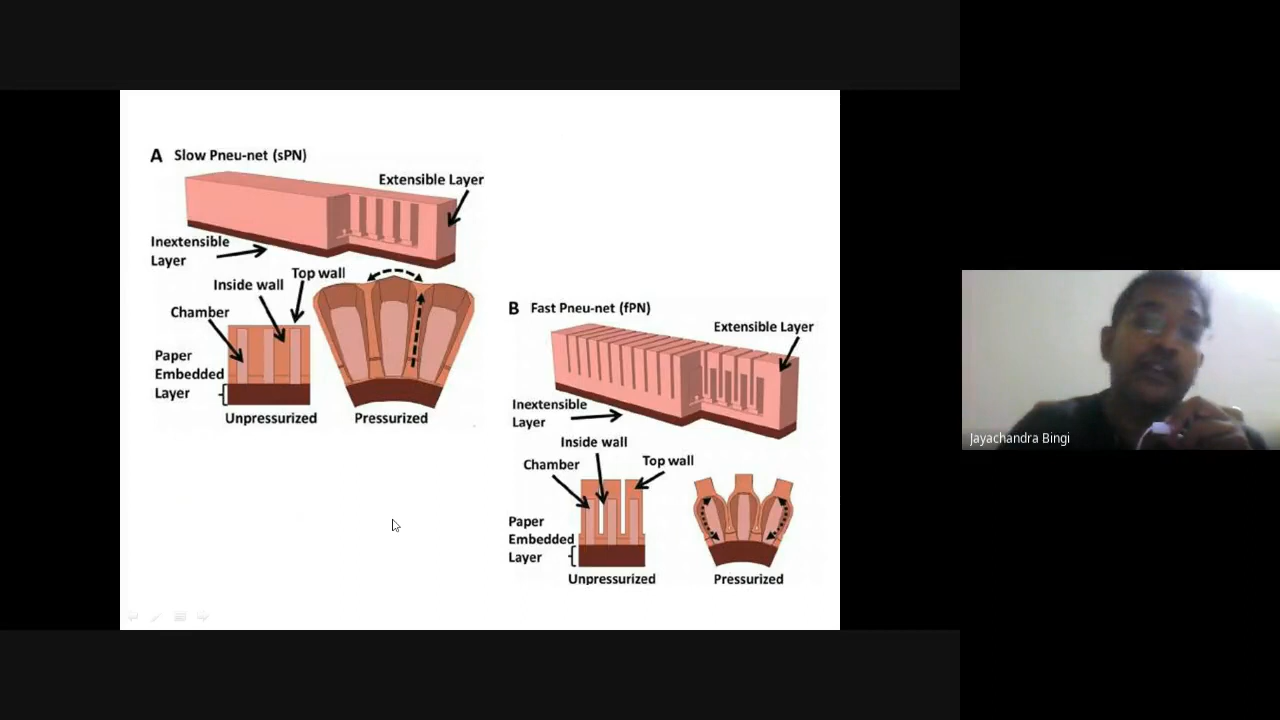 A Slow Pneu-net (sPN)
Extensible Layer
Inextensible
Layer
Top wall
Inside wall
Chamber
Paper
Embedded
Layer
Unpressurized
Pressurized
B Fast Pneu-net (fPN)
Extensible Layer
Inextensible
Layer
Inside wall
Chamber
Top wall
Paper
Embedded
Layer
Unpressurized
Pressurized
Jayachandra Bingi